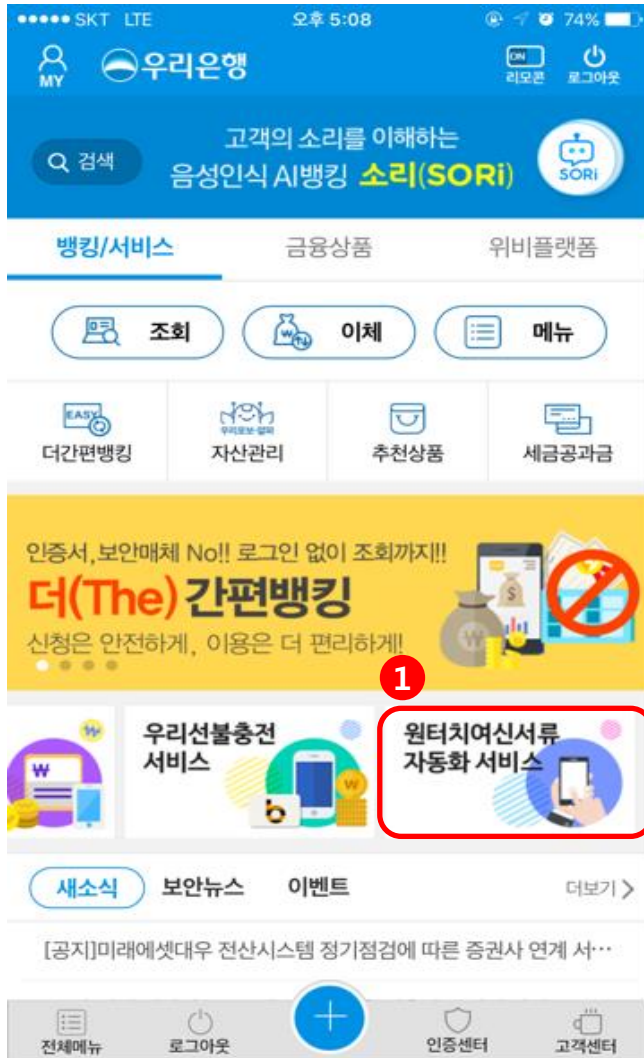 SKT LTE 오후 5:08 74%
MY 우리은행 ON 리모콘 로그아웃
검색
고객의 소리를 이해하는
음성인식 AI뱅킹 소리(SORi)
SORi
뱅킹/서비스 금융상품 위비플랫폼
조회 이체 메뉴
EASY
더간편뱅킹 자산관리 추천상품 세금공과금
인증서,보안매체 No!! 로그인 없이 조회까지!!
더(The) 간편뱅킹
신청은 안전하게, 이용은 더 편리하게!
1
우리선불충전
서비스
원터치여신서류
자동화 서비스
새소식 보안뉴스 이벤트 더보기
[공지]미래에셋대우 전산시스템 정기점검에 따른 증권사 연계 서…
전체메뉴 로그아웃 인증센터 고객센터